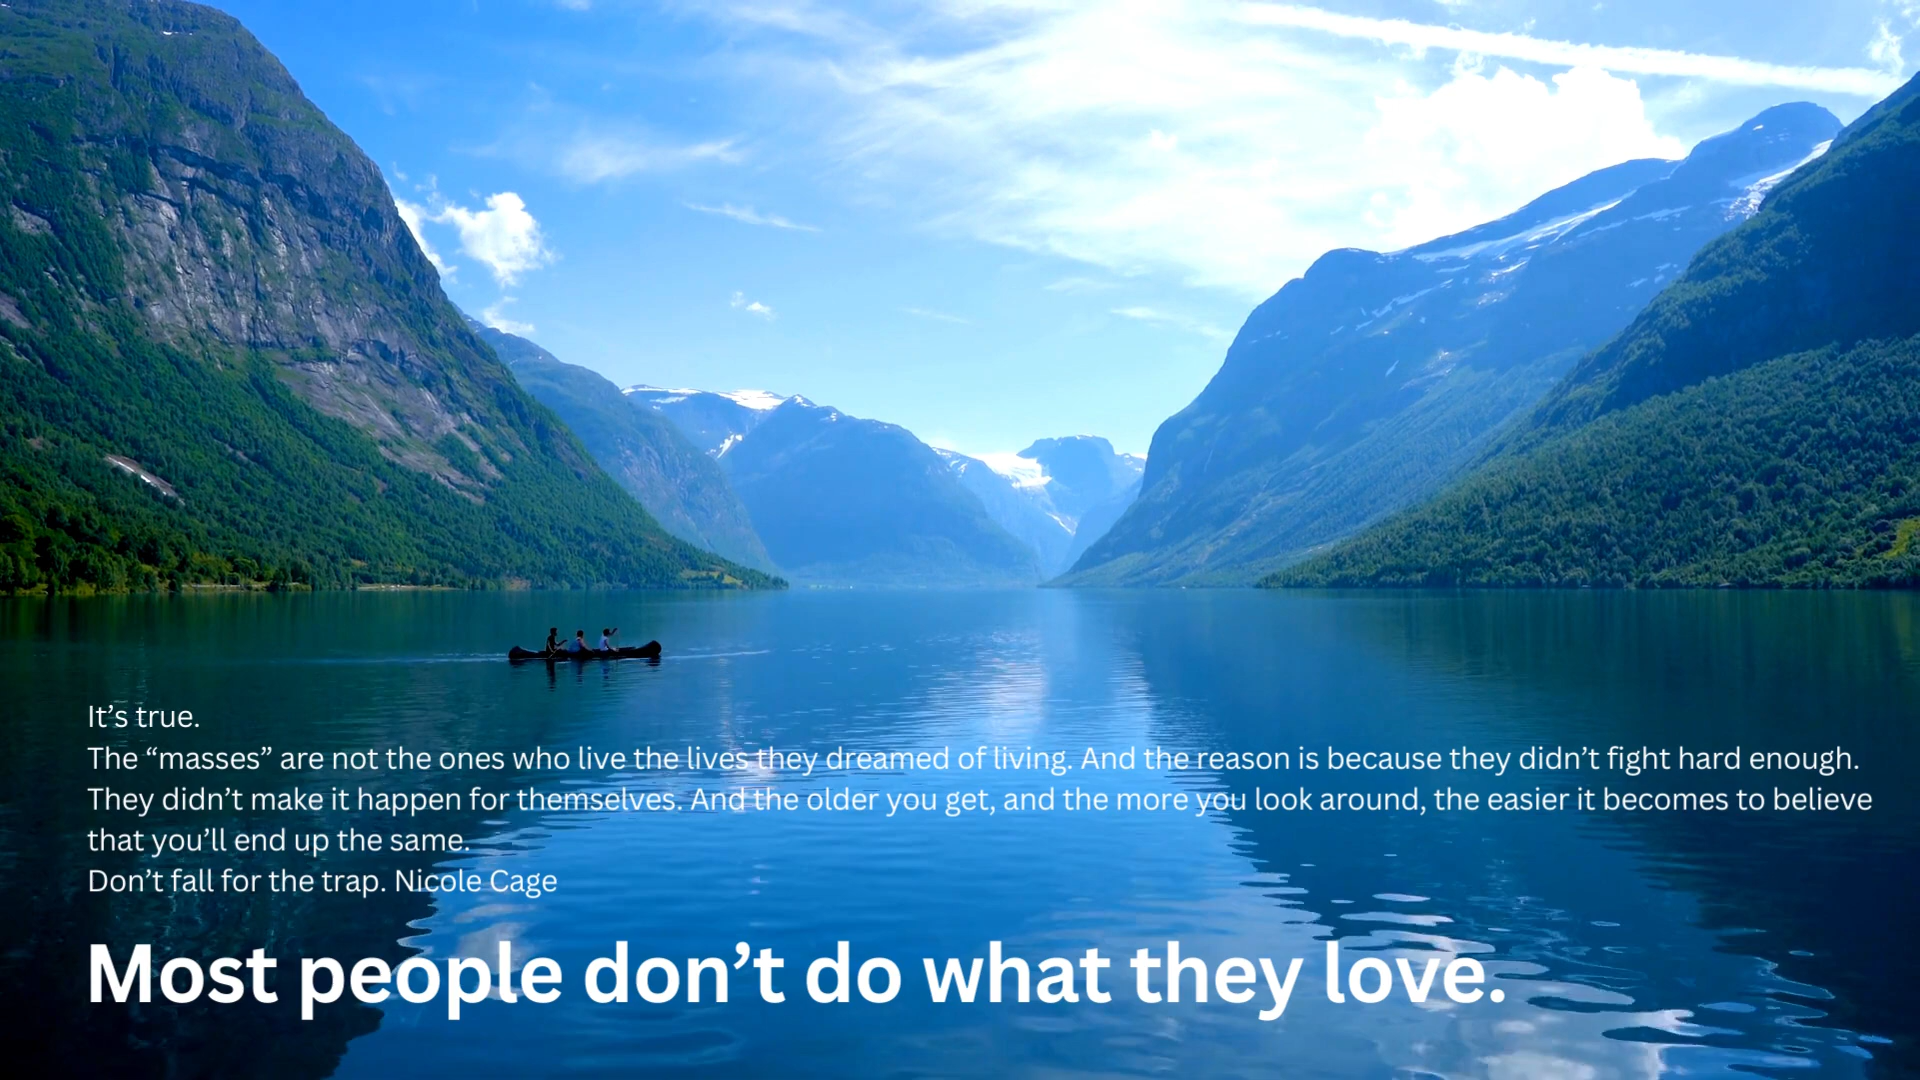 It’s true.
The “masses” are not the ones who live the lives they dreamed of living. And the reason is because they didn’t fight hard enough.
They didn’t make it happen for themselves. And the older you get, and the more you look around, the easier it becomes to believe
that you’ll end up the same.
Don’t fall for the trap. Nicole Cage
Most people don’t do what they love.